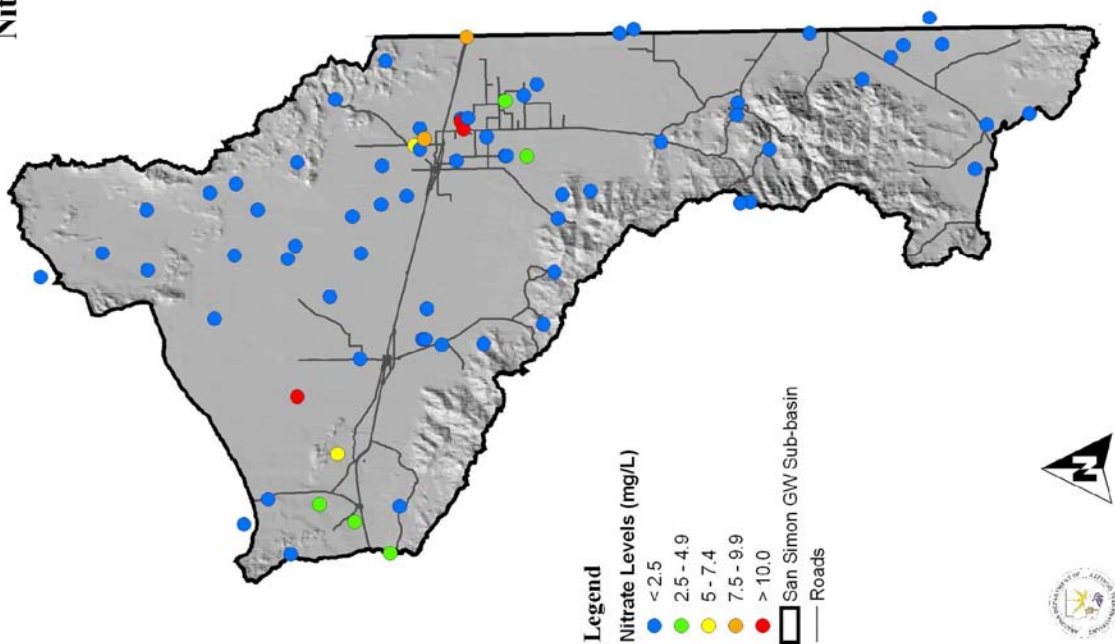 Nit
Legend
Nitrate Levels (mg/L)
< 2.5
2.5 - 4.9
5 - 7.4
7.5 - 9.9
> 10.0
San Simon GW Sub-basin
Roads
N